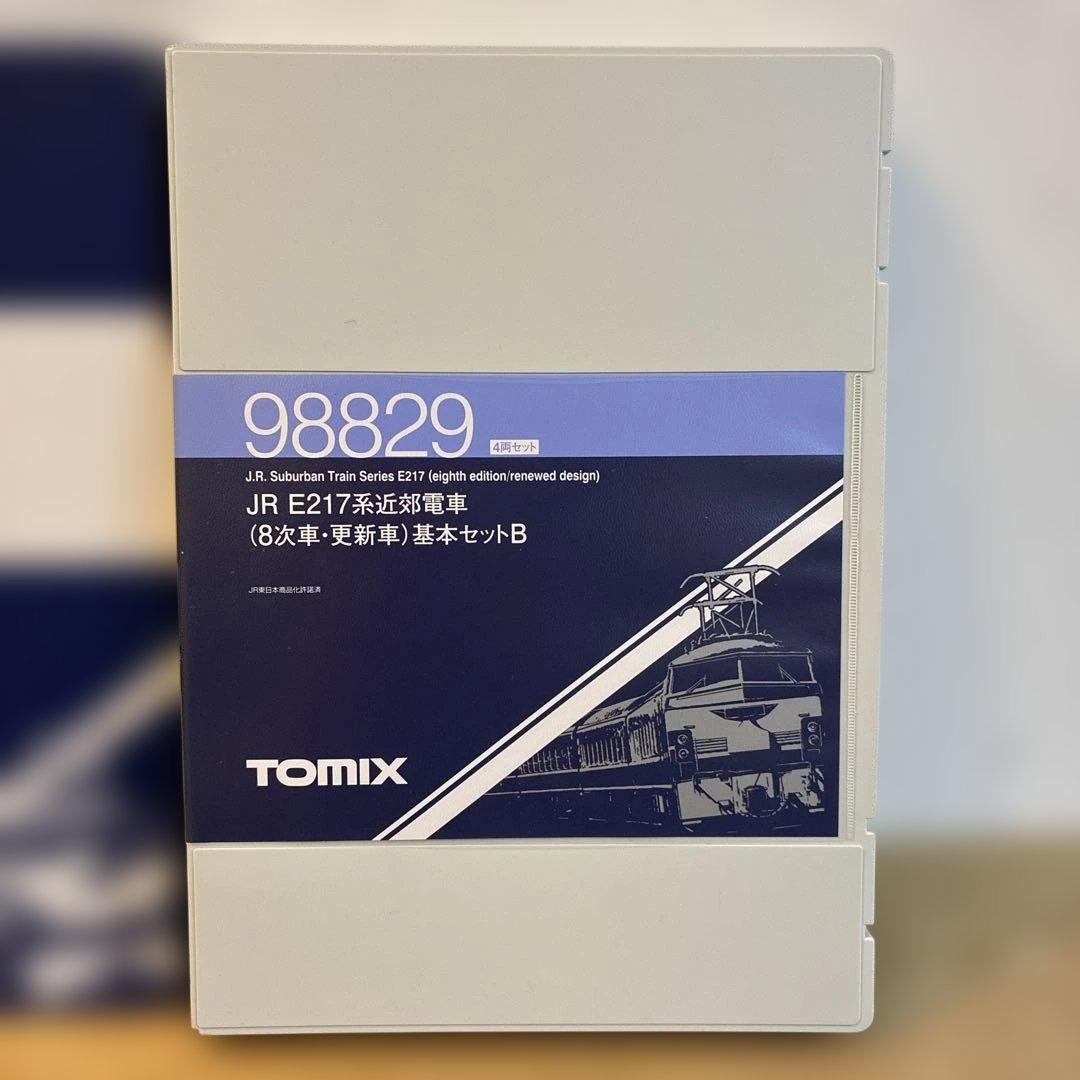 98829 4両セット
J.R. Suburban Train Series E217 (eighth edition/renewed design)
JR E217系近郊電車
(8次車・更新車)基本セットB
JR東日本商品化許諾済
TOMIX